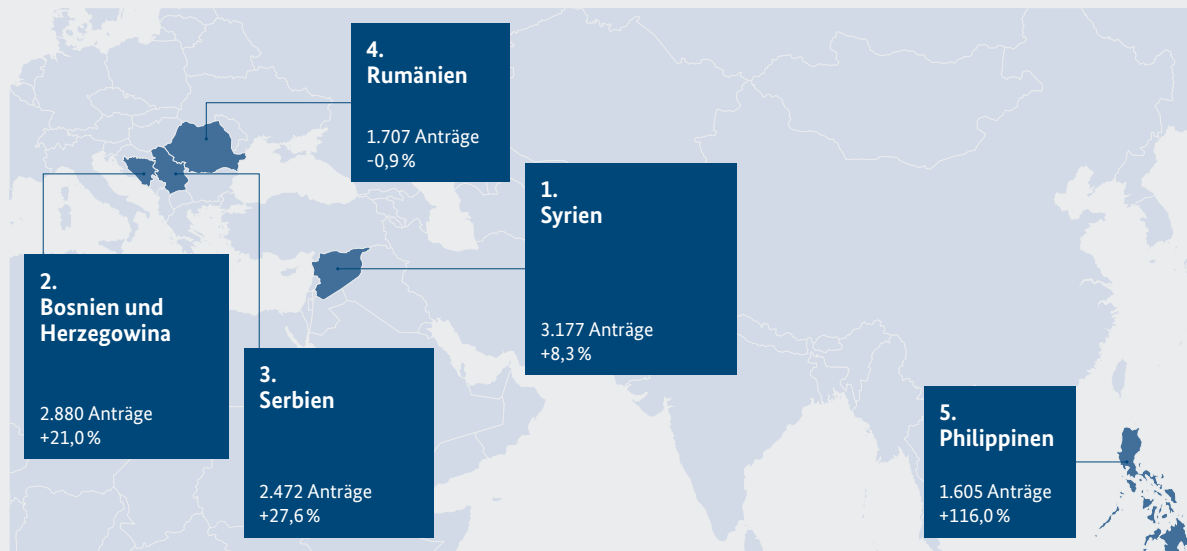 4.
Rumänien
1.707 Anträge
-0,9 %
1.
Syrien
3.177 Anträge
+8,3 %
2.
Bosnien und
Herzegowina
2.880 Anträge
+21,0 %
3.
Serbien
2.472 Anträge
+27,6 %
5.
Philippinen
1.605 Anträge
+116,0 %